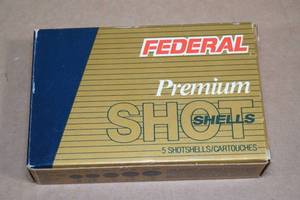 FEDERAL
Premium
SHOT
SHELLS
5 SHOTSHELLS/CARTOUCHES